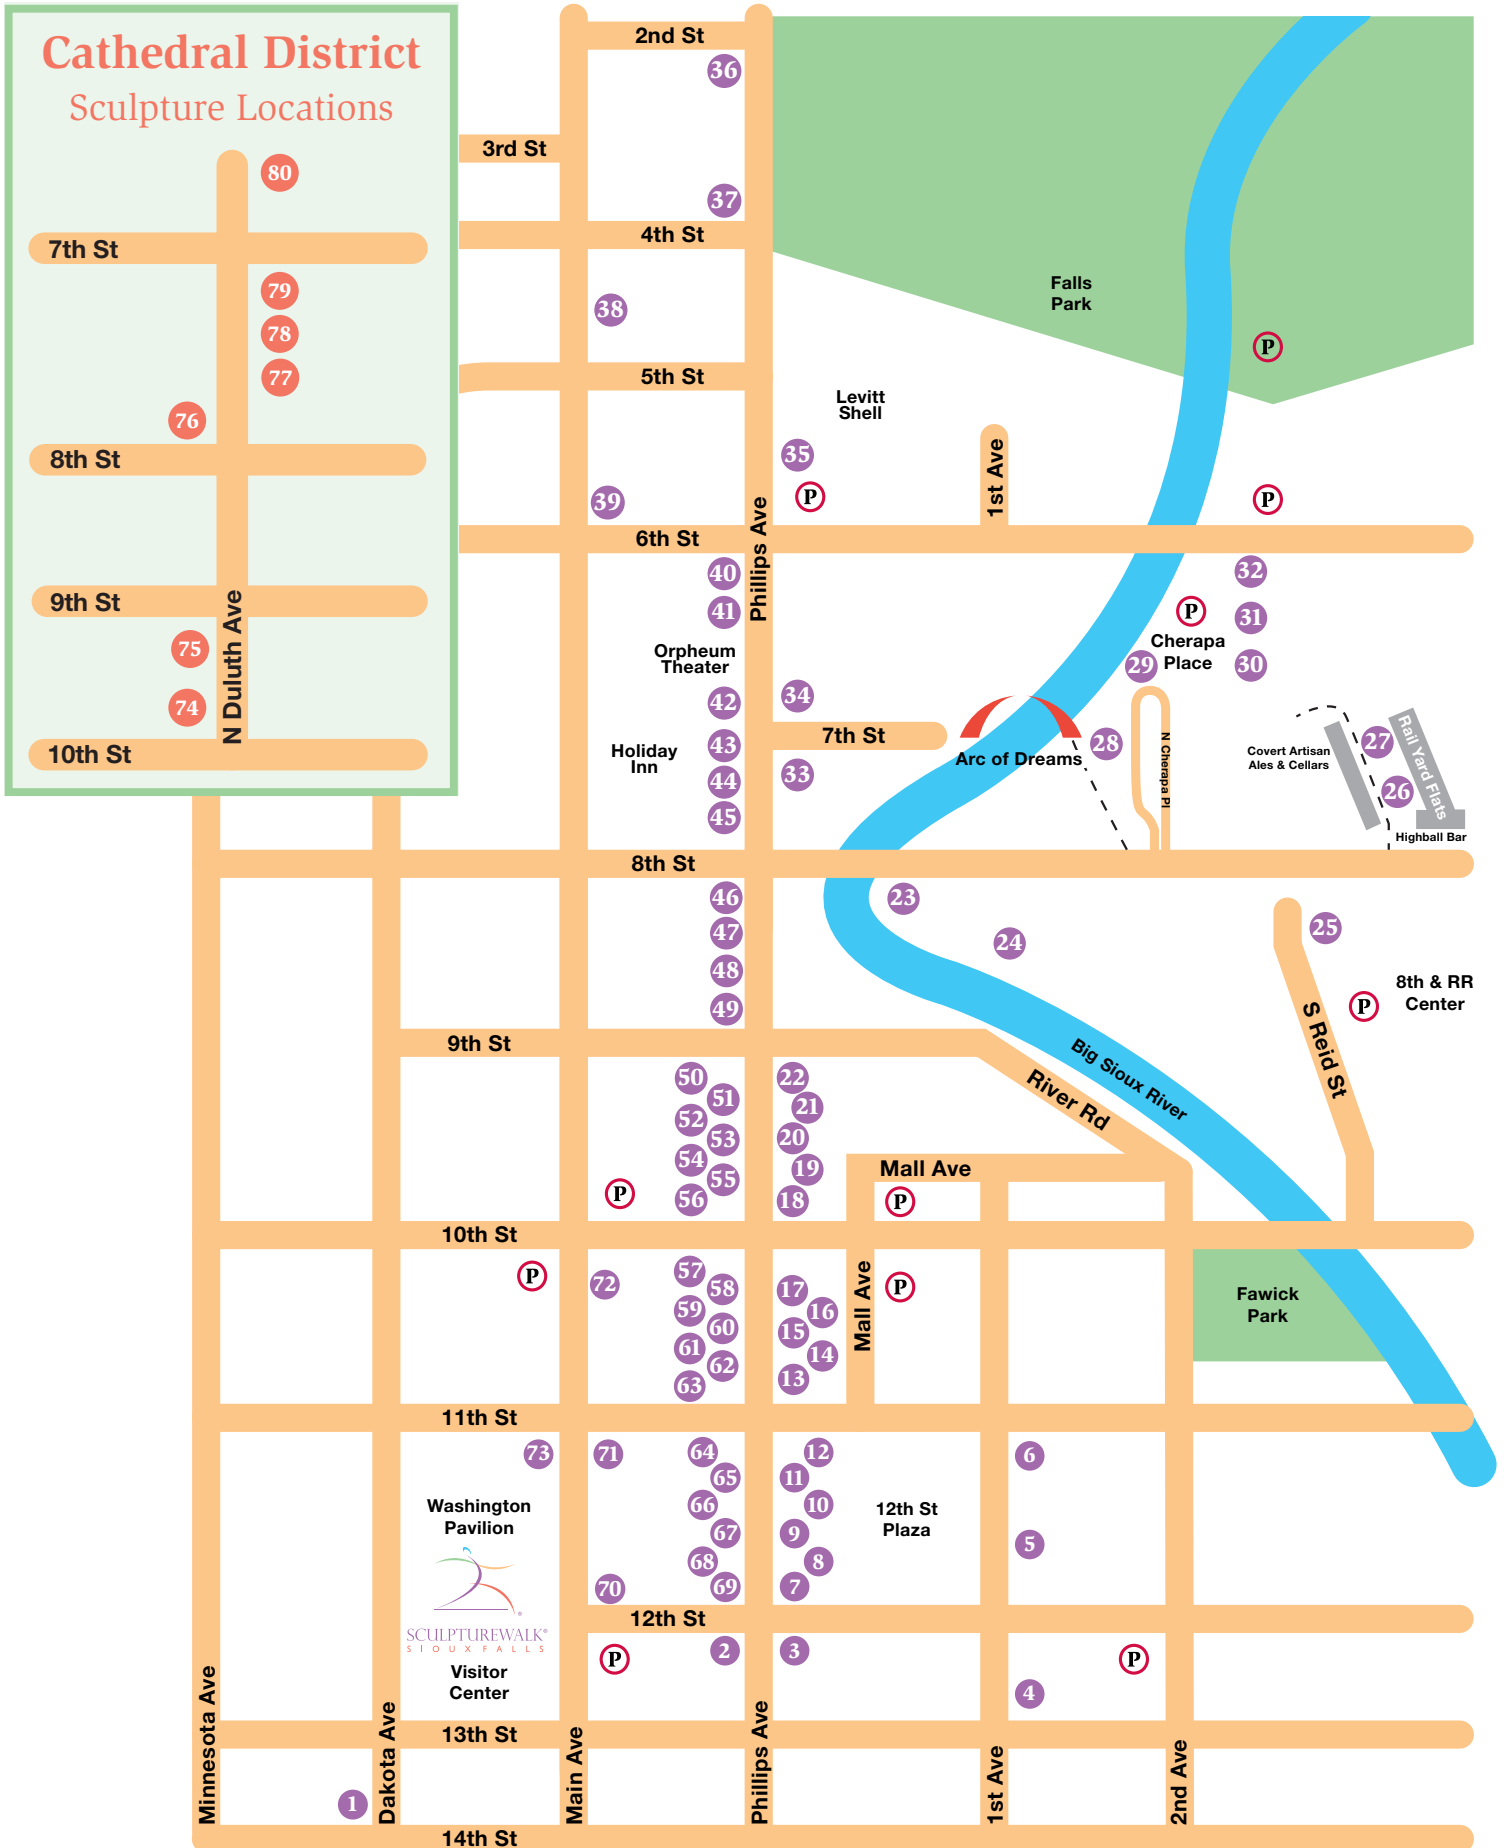 Cathedral District
Sculpture Locations
80
7th St
79
78
77
76
8th St
9th St
75
N Duluth Ave
74
10th St
2nd St
36
3rd St
37
4th St
38
Falls
Park
P
5th St
Levitt
Shell
35
P
1st Ave
P
39
Phillips Ave
6th St
40
41
32
31
30
P
Cherapa
Place
29
Orpheum
Theater
42
34
7th St
43
Holiday
Inn
44
33
45
Arc of Dreams
28
N Cherapa Pl
Covert Artisan
Ales & Cellars
27
26
Rail Yard Flats
Highball Bar
8th St
46
47
48
49
23
24
25
8th & RR
Center
P
S Reid St
9th St
Big Sioux River
River Rd
50
51
52
53
54
55
56
22
21
20
19
18
P
Mall Ave
P
10th St
P
72
57
58
59
60
61
62
63
17
16
15
14
13
Mall Ave
P
Fawick
Park
11th St
73
71
64
65
66
67
68
69
70
12
11
10
9
8
7
12th St
Plaza
6
5
Washington
Pavilion
SCULPTUREWALK®
SIOUX FALLS
Visitor
Center
12th St
P
2
3
4
P
13th St
Minnesota Ave
Dakota Ave
Main Ave
Phillips Ave
1st Ave
2nd Ave
1
14th St